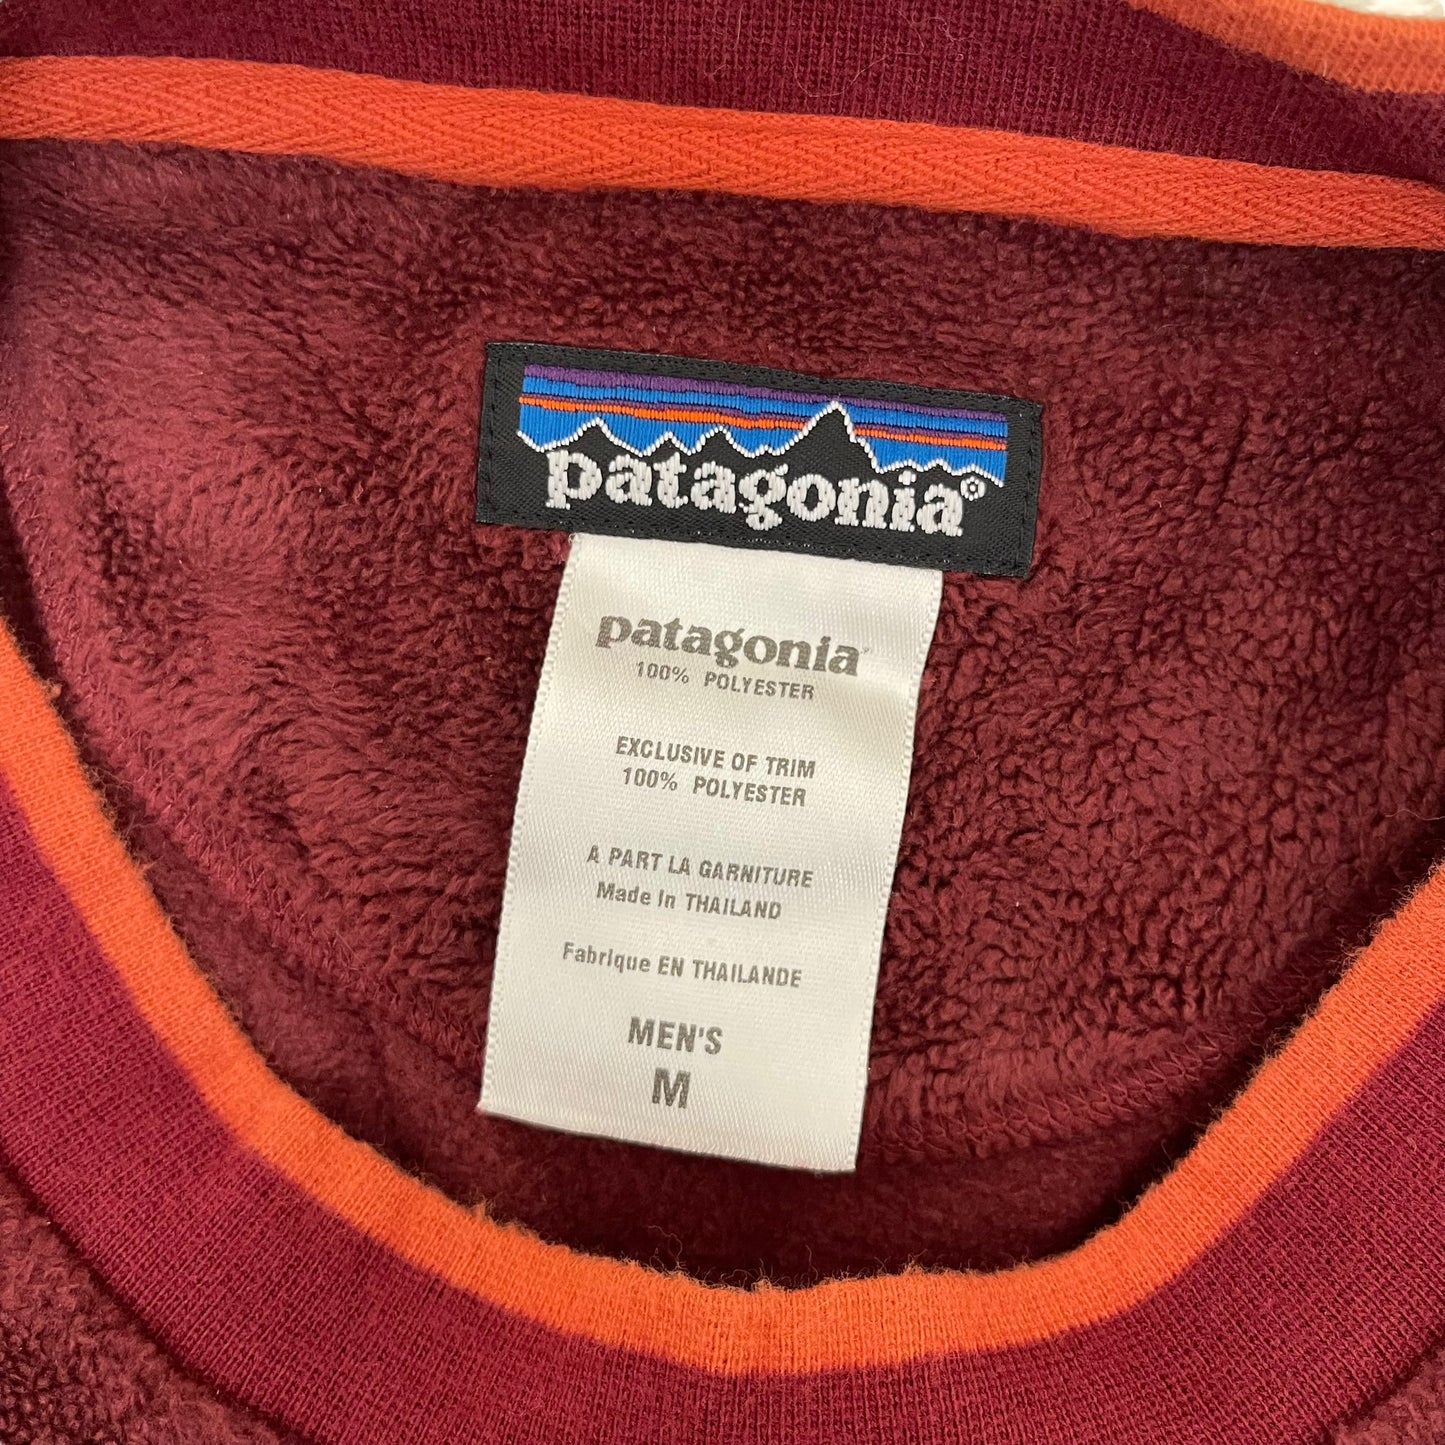 patagonia®
patagonia
100% POLYESTER
EXCLUSIVE OF TRIM
100% POLYESTER
A PART LA GARNITURE
Made in THAILAND
Fabrique EN THAILANDE
MEN'S
M